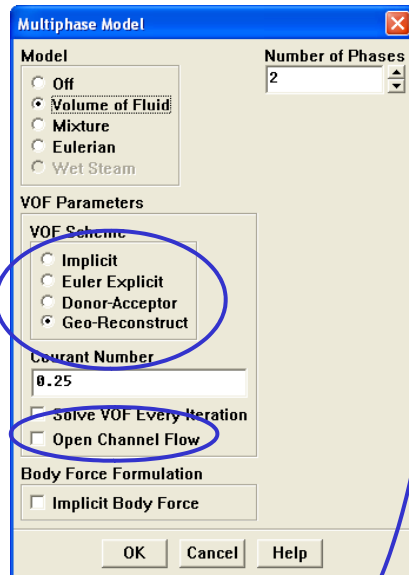 Multiphase Model
Model
Off
Volume of Fluid
Mixture
Eulerian
Wet Steam
Number of Phases
2
VOF Parameters
VOF Scheme
Implicit
Euler Explicit
Donor-Acceptor
Geo-Reconstruct
Courant Number
0.25
Solve VOF Every Iteration
Open Channel Flow
Body Force Formulation
Implicit Body Force
OK Cancel Help